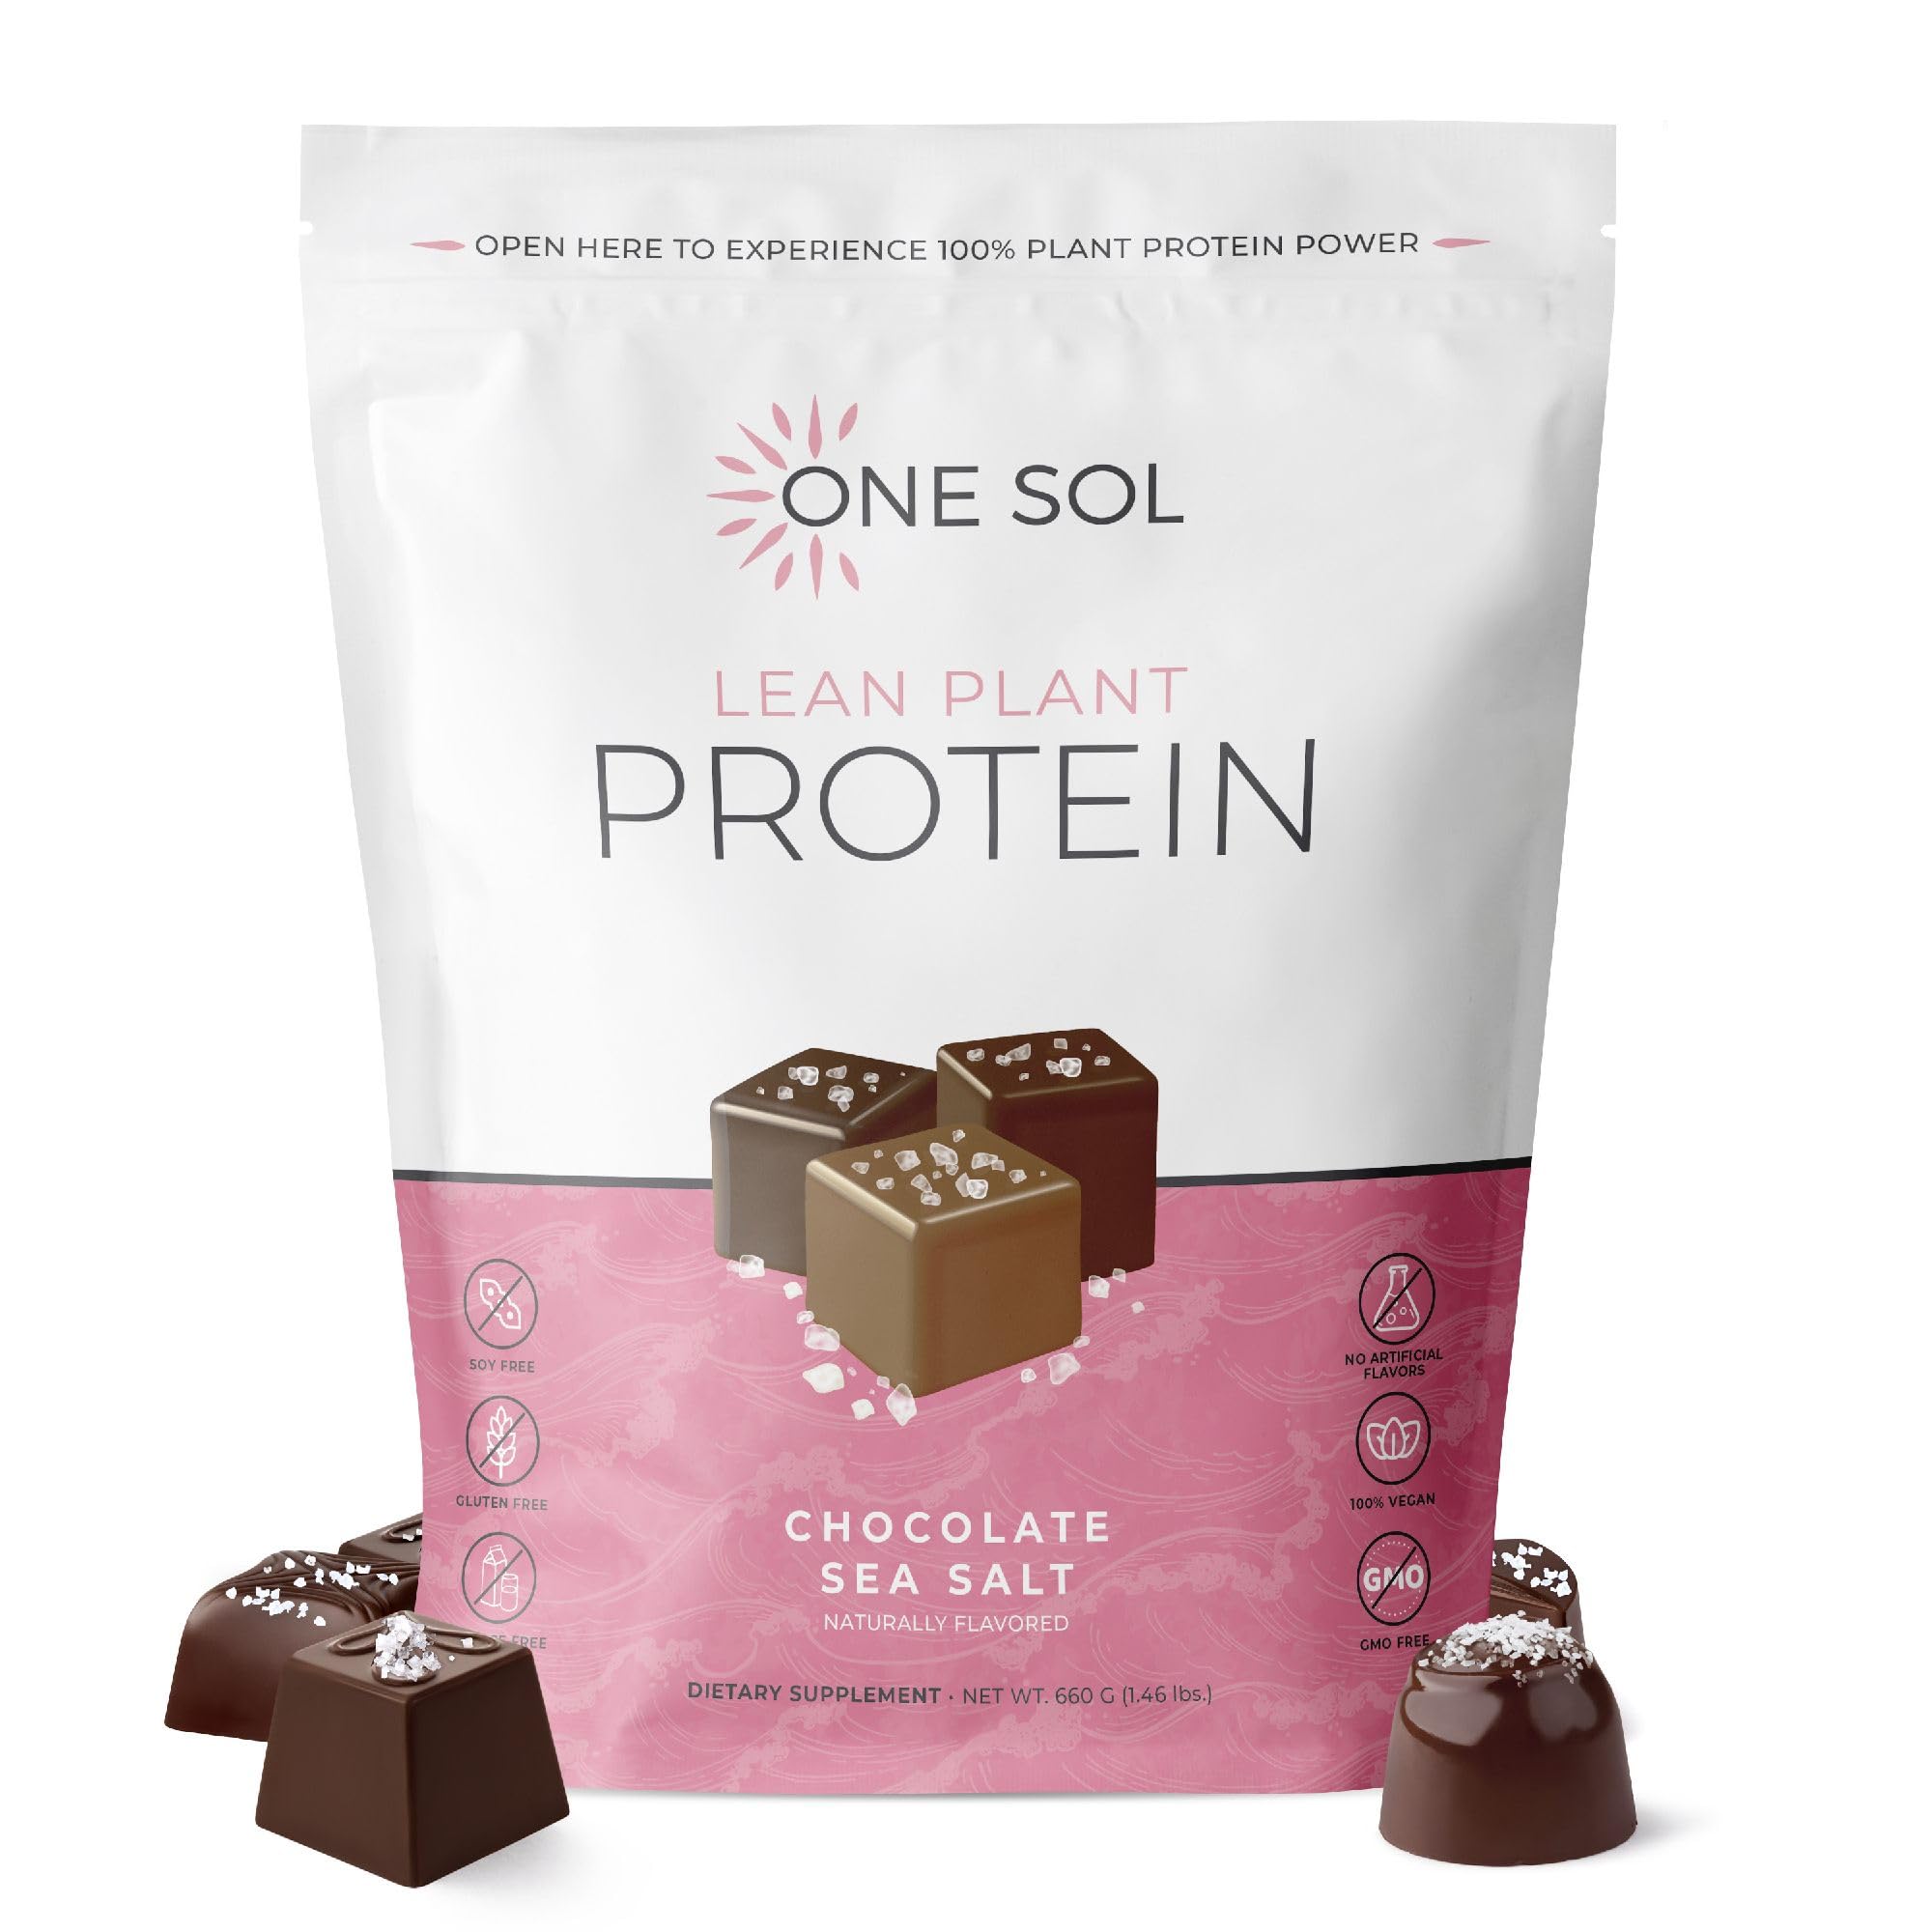 OPEN HERE TO EXPERIENCE 100% PLANT PROTEIN POWER
ONE SOL
LEAN PLANT
PROTEIN
SOY FREE
GLUTEN FREE
FREE
NO ARTIFICIAL
FLAVORS
100% VEGAN
GMO
GMO FREE
CHOCOLATE
SEA SALT
NATURALLY FLAVORED
DIETARY SUPPLEMENT · NET WT. 660 G (1.46 lbs.)